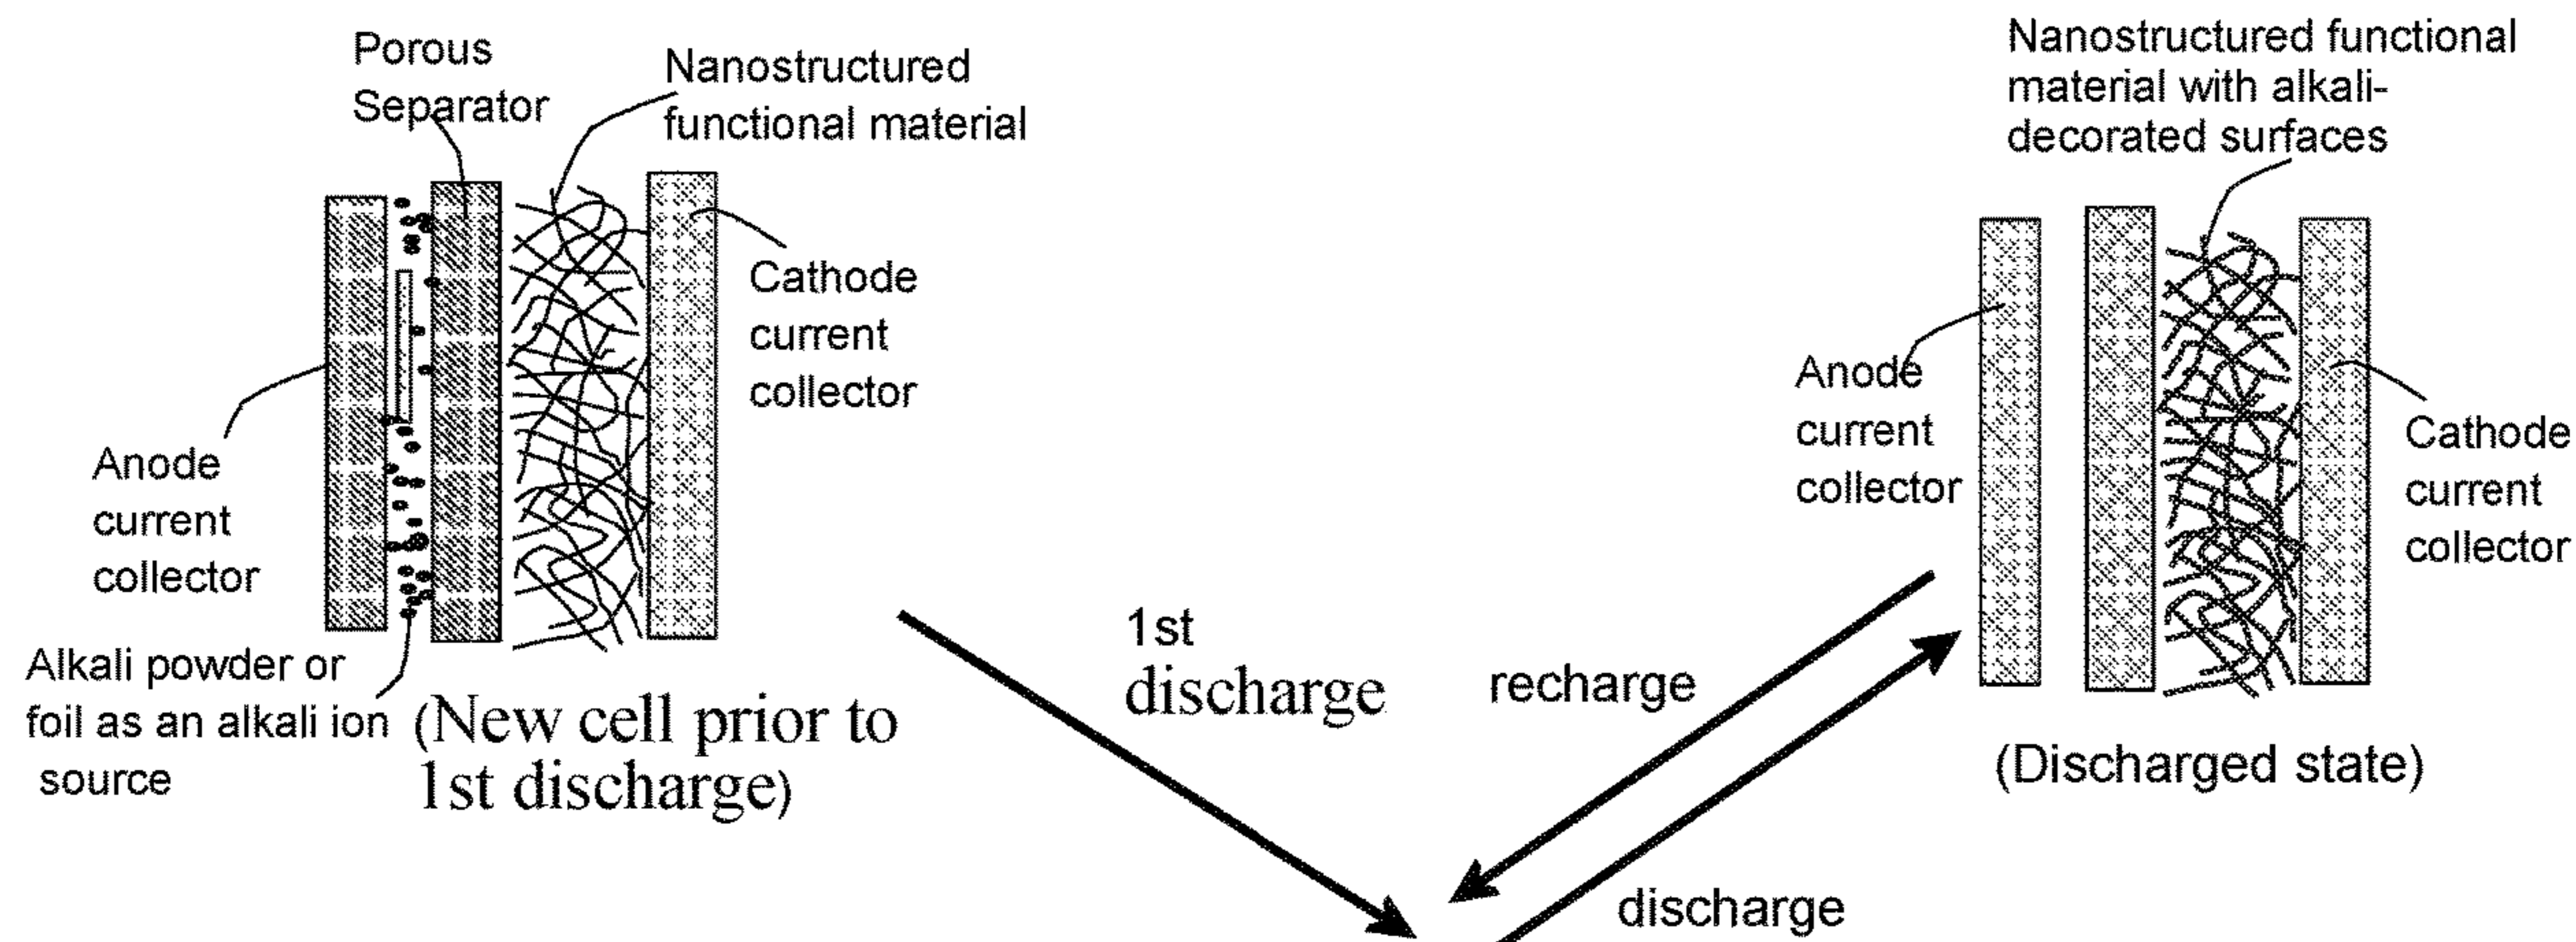 Porous
Separator
Nanostructured
functional material
Cathode
current
collector
Anode
current
collector
Alkali powder or
foil as an alkali ion
source
(New cell prior to
1st discharge)
1st
discharge
recharge
discharge
Nanostructured functional
material with alkali-
decorated surfaces
Anode
current
collector
Cathode
current
collector
(Discharged state)